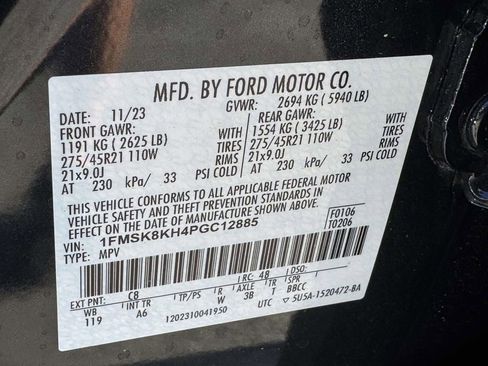 MFD. BY FORD MOTOR CO.
DATE: 11/23 GVWR: 2694 KG (5940 LB)
FRONT GAWR: REAR GAWR:
1191 KG (2625 LB) WITH 1554 KG (3425 LB) WITH
275/45R21 110W TIRES 275/45R21 110W TIRES
21x9.0J RIMS 21x9.0J RIMS
AT 230 kPa/ 33 PSI COLD AT 230 kPa/ 33 PSI COLD
THIS VEHICLE CONFORMS TO ALL APPLICABLE FEDERAL MOTOR
VEHICLE SAFETY AND THEFT PREVENTION STANDARDS IN EFFECT ON THE DATE OF MANUFACTURE SHOWN ABOVE.
VIN: 1FMSK8KH4PGC12885 F0106
TYPE: MPV T0206
EXT PNT: C8 RC: 48 DSO:
WB INT TR TP/PS R AXLE TR SPR
119 A6 W 3B T BBCC
1202310041950 UTC 5U5A-1520472-BA